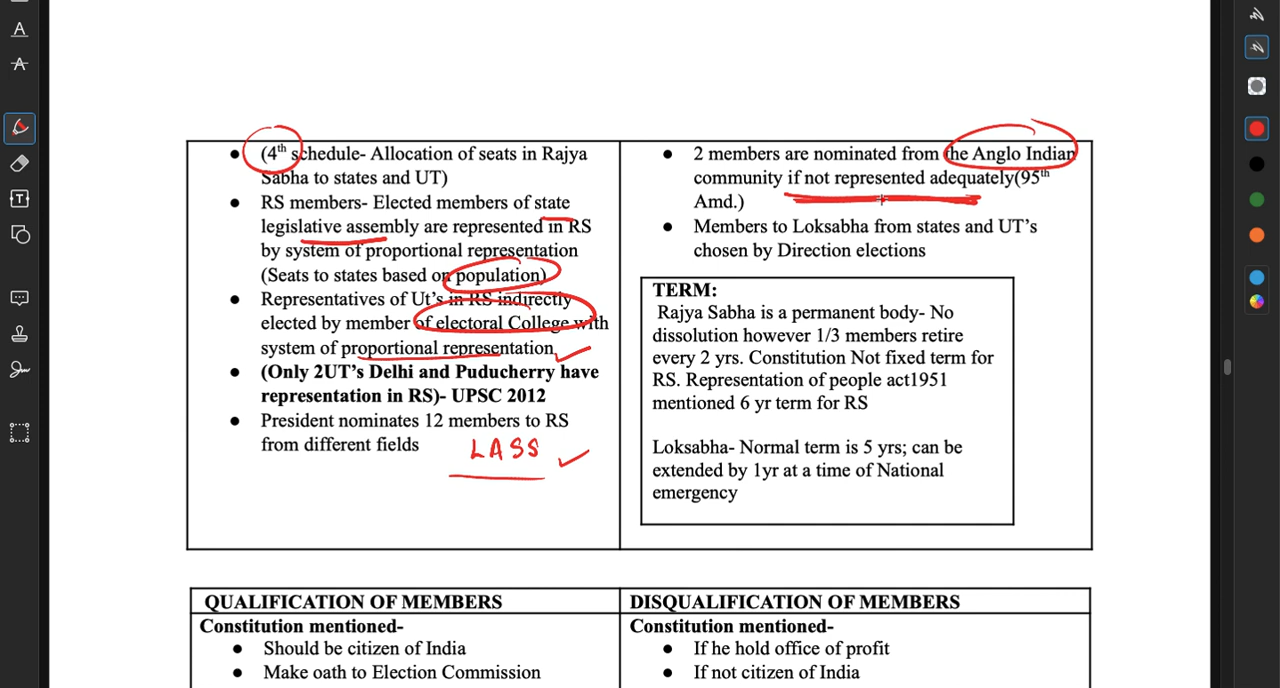 (4th schedule- Allocation of seats in Rajya
Sabha to states and UT)
RS members- Elected members of state
legislative assembly are represented in RS
by system of proportional representation
(Seats to states based on population)
Representatives of Ut's in RS indirectly
elected by member of electoral College with
system of proportional representation
(Only 2UT's Delhi and Puducherry have
representation in RS)- UPSC 2012
President nominates 12 members to RS
from different fields
LASS
2 members are nominated from the Anglo Indian
community if not represented adequately(95th
Amd.)
Members to Loksabha from states and UT's
chosen by Direction elections
TERM:
Rajya Sabha is a permanent body- No
dissolution however 1/3 members retire
every 2 yrs. Constitution Not fixed term for
RS. Representation of people act1951
mentioned 6 yr term for RS
Loksabha- Normal term is 5 yrs; can be
extended by 1yr at a time of National
emergency
QUALIFICATION OF MEMBERS
Constitution mentioned-
Should be citizen of India
Make oath to Election Commission
DISQUALIFICATION OF MEMBERS
Constitution mentioned-
If he hold office of profit
If not citizen of India